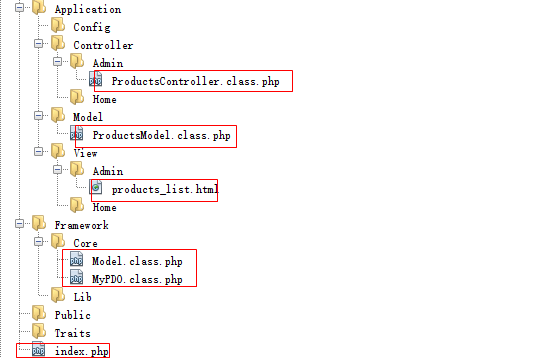 Application
Config
Controller
Admin
ProductsController.class.php
Home
Model
ProductsModel.class.php
View
Admin
products_list.html
Home
Framework
Core
Model.class.php
MyPDO.class.php
Lib
Public
Traits
index.php